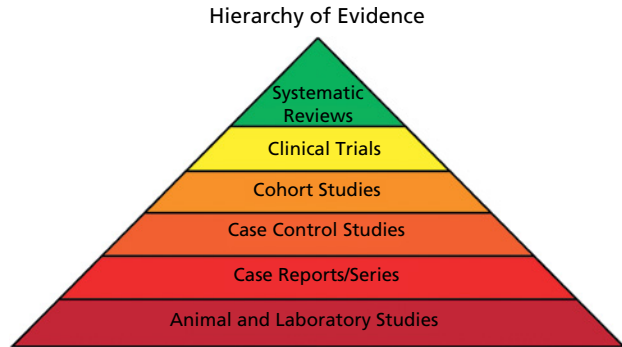 Hierarchy of Evidence
Systematic
Reviews
Clinical Trials
Cohort Studies
Case Control Studies
Case Reports/Series
Animal and Laboratory Studies